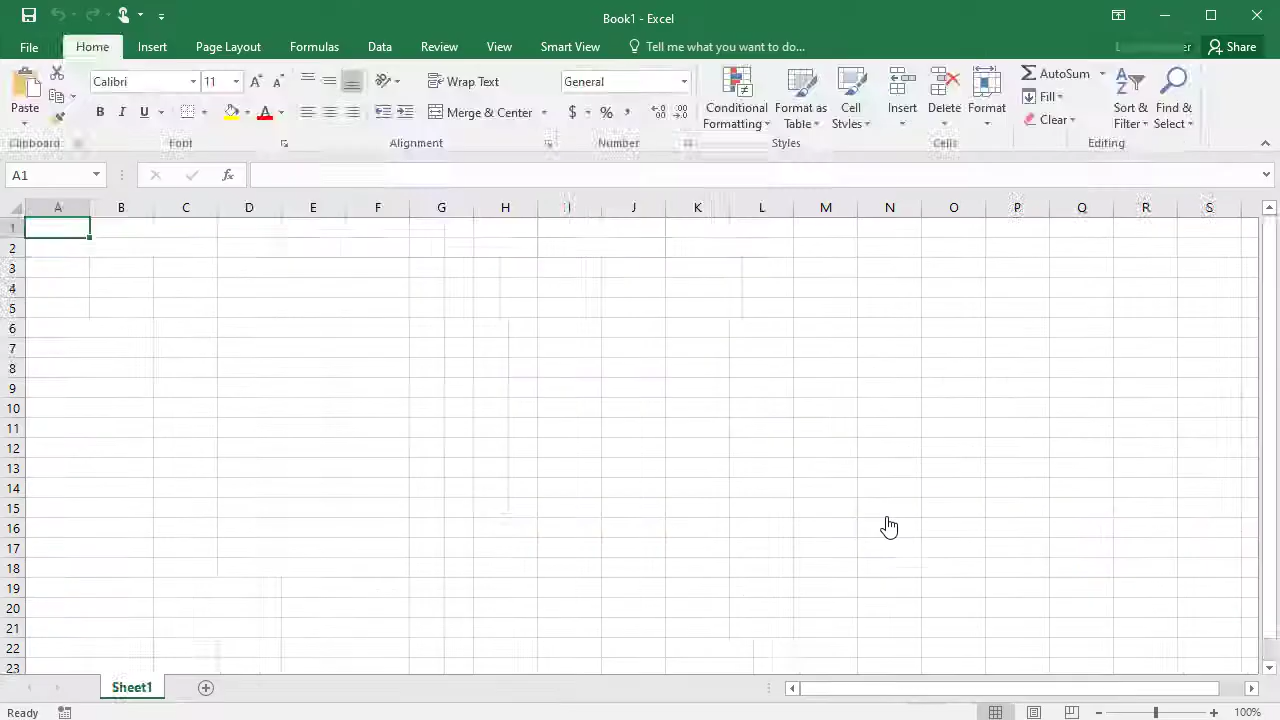 Book1 - Excel
File Home Insert Page Layout Formulas Data Review View Smart View Tell me what you want to do... Share
Calibri 11 Wrap Text General AutoSum
Paste Fill
B I U A Merge & Center $ % , Conditional Formatting Format as Table Cell Styles Insert Delete Format Clear Sort & Filter Find & Select
Clipboard Font Alignment Number Styles Cells Editing
A1 fx
A B C D E F G H I J K L M N O P Q R S
1
2
3
4
5
6
7
8
9
10
11
12
13
14
15
16
17
18
19
20
21
22
23
Sheet1
Ready 100%